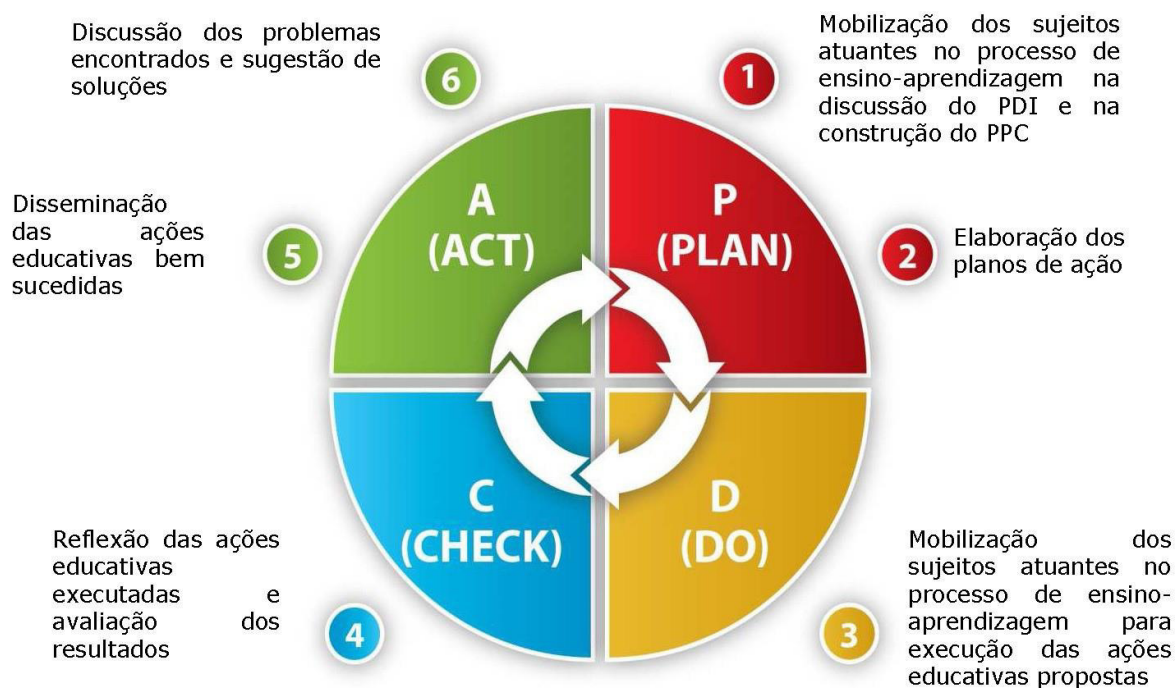 Discussão dos problemas
encontrados e sugestão de
soluções
6
1
Mobilização dos sujeitos
atuantes no processo de
ensino-aprendizagem na
discussão do PDI e na
construção do PPC
A
(ACT)
P
(PLAN)
Disseminação
das ações
educativas bem
sucedidas
5
2
Elaboração dos
planos de ação
C
(CHECK)
D
(DO)
Reflexão das ações
educativas
executadas e
avaliação dos
resultados
4
3
Mobilização dos
sujeitos atuantes no
processo de ensino-
aprendizagem para
execução das ações
educativas propostas